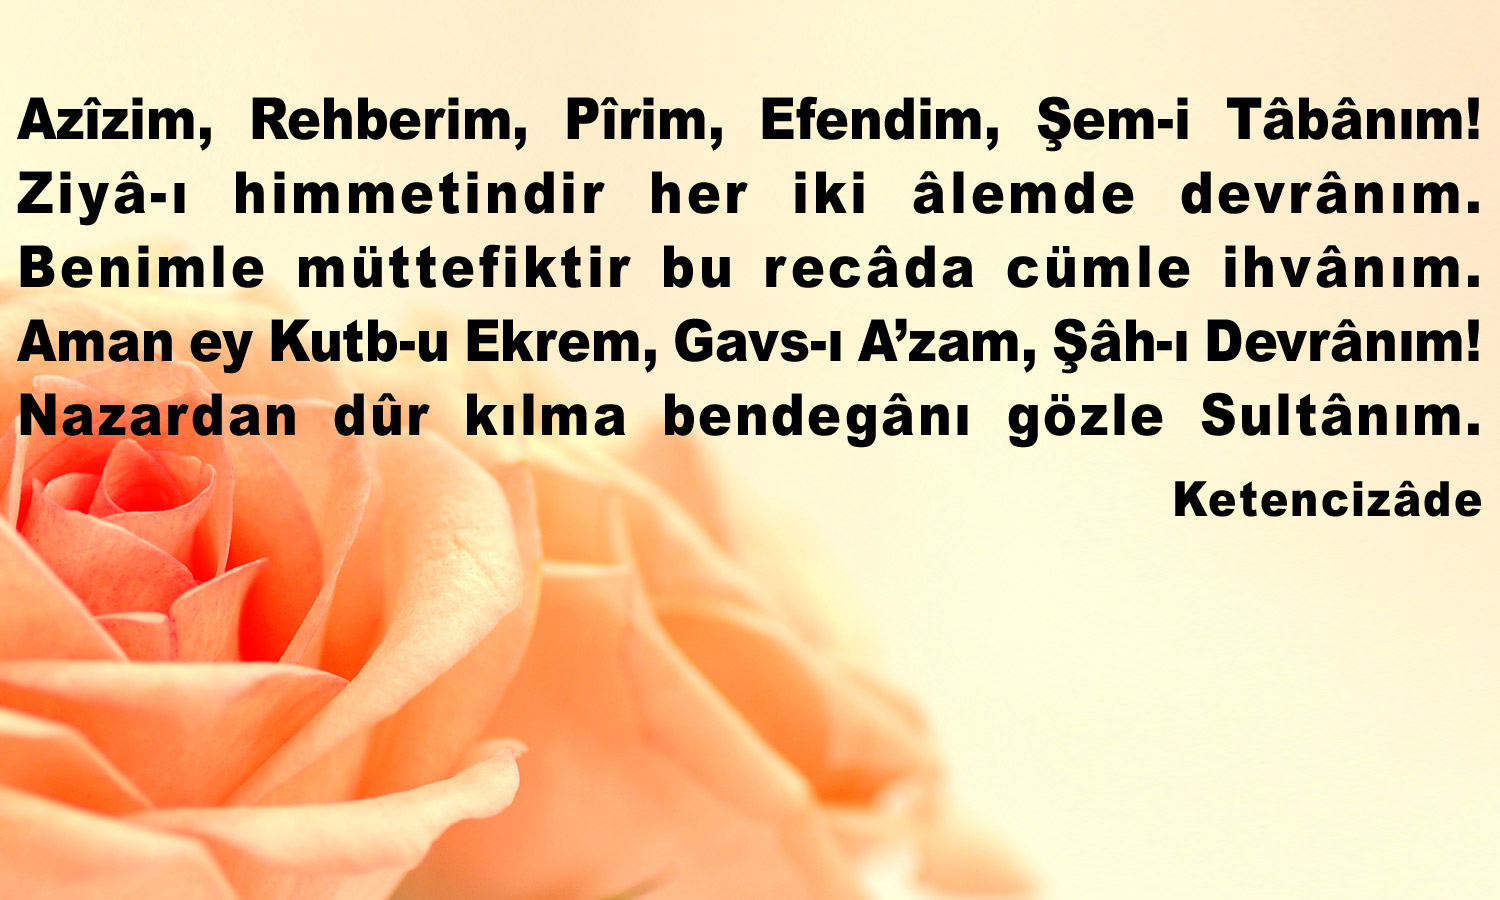 Azîzim, Rehberim, Pîrim, Efendim, Şem-i Tâbânım!
Ziyâ-ı himmetindir her iki âlemde devrânım.
Benimle müttefiktir bu recâda cümle ihvânım.
Aman ey Kutb-u Ekrem, Gavs-ı A’zam, Şâh-ı Devrânım!
Nazardan dûr kılma bendegânı gözle Sultânım.
Ketencizâde